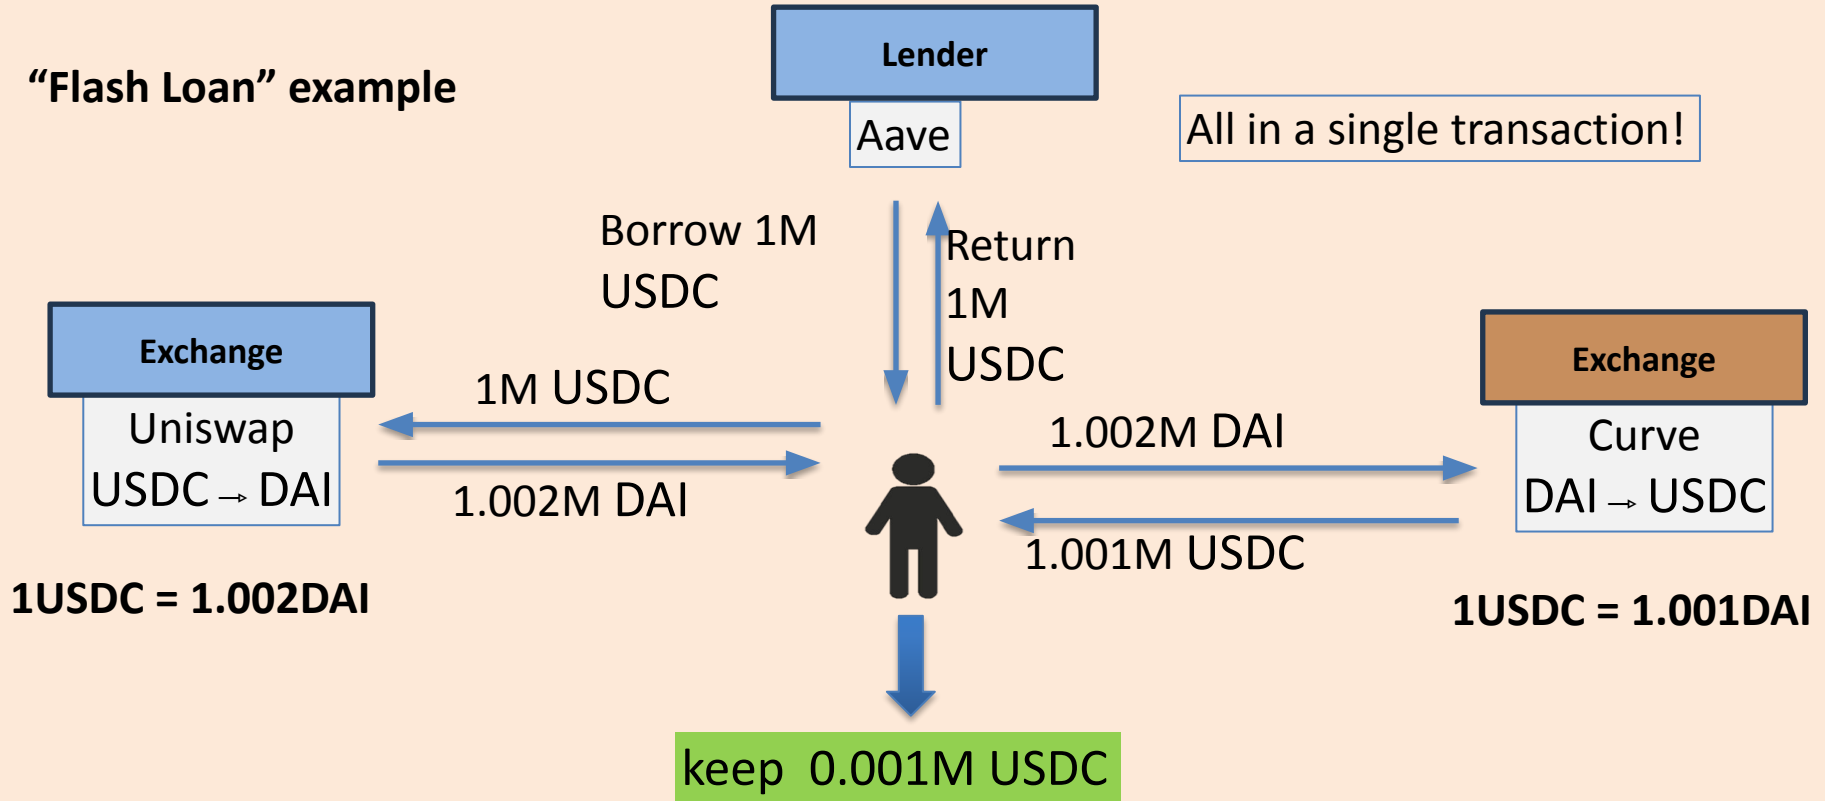 “Flash Loan” example
Lender
Aave
All in a single transaction!
Borrow 1M
USDC
Return
1M
USDC
Exchange
Uniswap
USDC → DAI
1USDC = 1.002DAI
1M USDC
1.002M DAI
1.002M DAI
1.001M USDC
Exchange
Curve
DAI → USDC
1USDC = 1.001DAI
keep 0.001M USDC